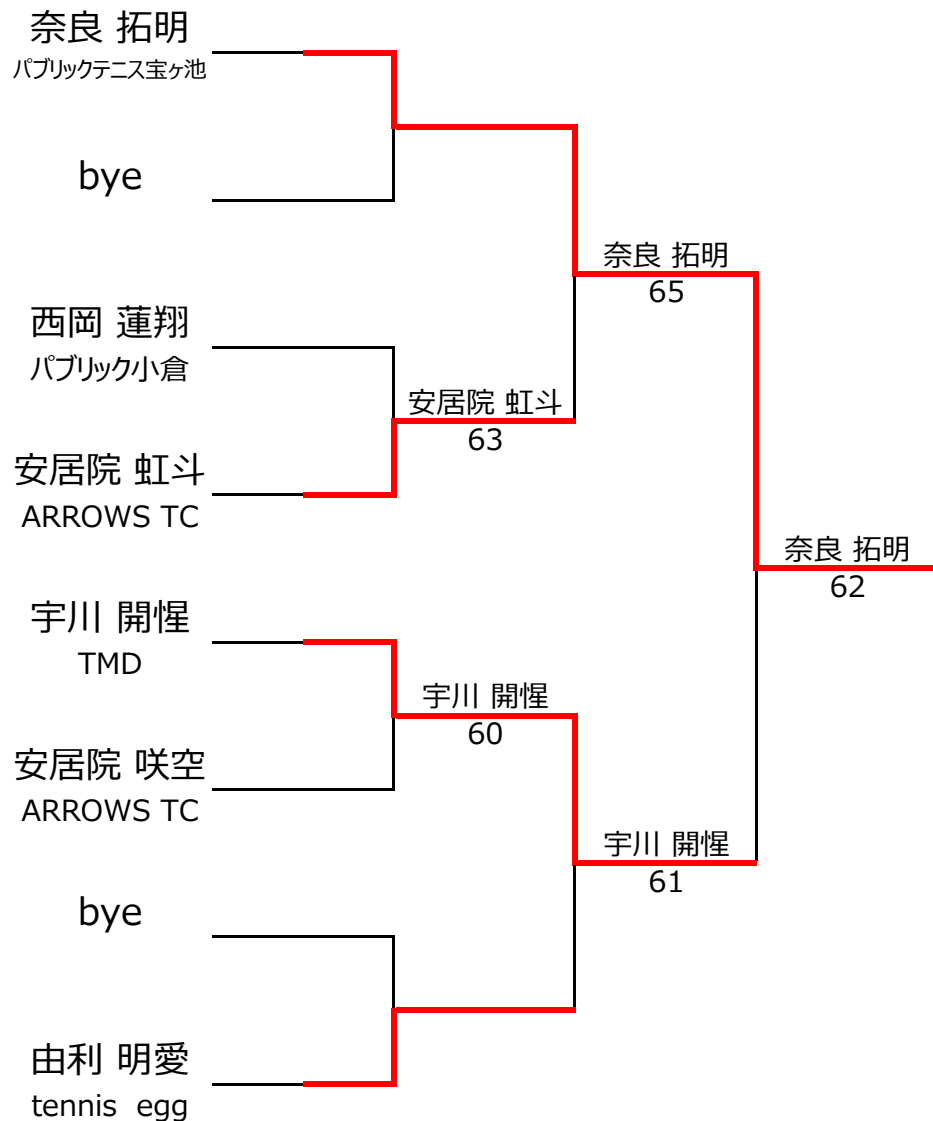 奈良 拓明
パブリックテニス宝ヶ池
bye
西岡 蓮翔
パブリック小倉
安居院 虹斗
ARROWS TC
宇川 開惺
TMD
安居院 咲空
ARROWS TC
bye
由利 明愛
tennis egg
安居院 虹斗
63
宇川 開惺
60
奈良 拓明
65
宇川 開惺
61
奈良 拓明
62